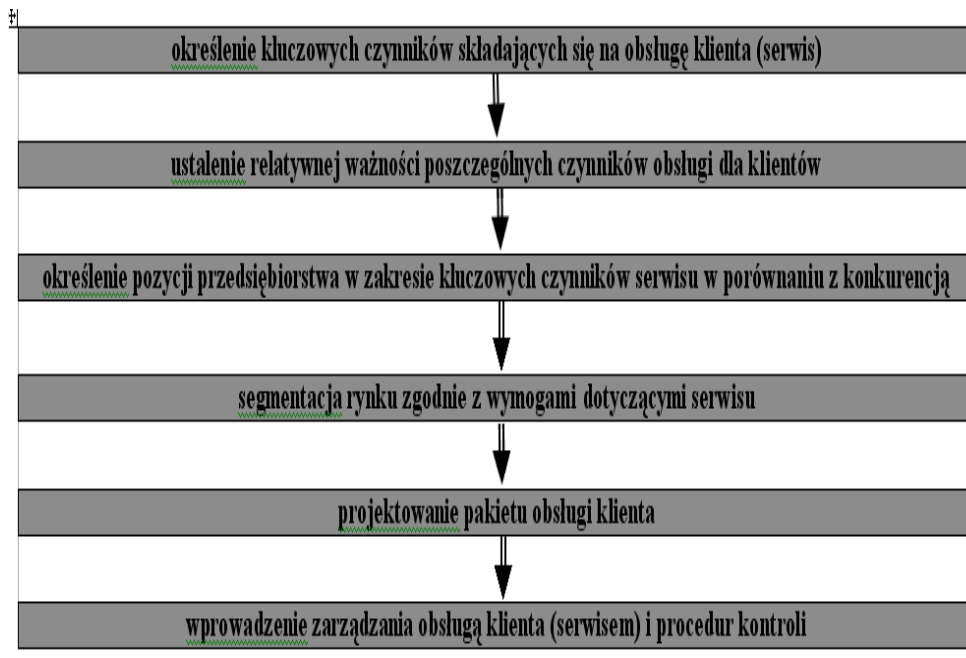 określenie kluczowych czynników składających się na obsługę klienta (serwis)
ustalenie relatywnej ważności poszczególnych czynników obsługi dla klientów
określenie pozycji przedsiębiorstwa w zakresie kluczowych czynników serwisu w porównaniu z konkurencją
segmentacja rynku zgodnie z wymogami dotyczącymi serwisu
projektowanie pakietu obsługi klienta
wprowadzenie zarządzania obsługą klienta (serwisem) i procedur kontroli